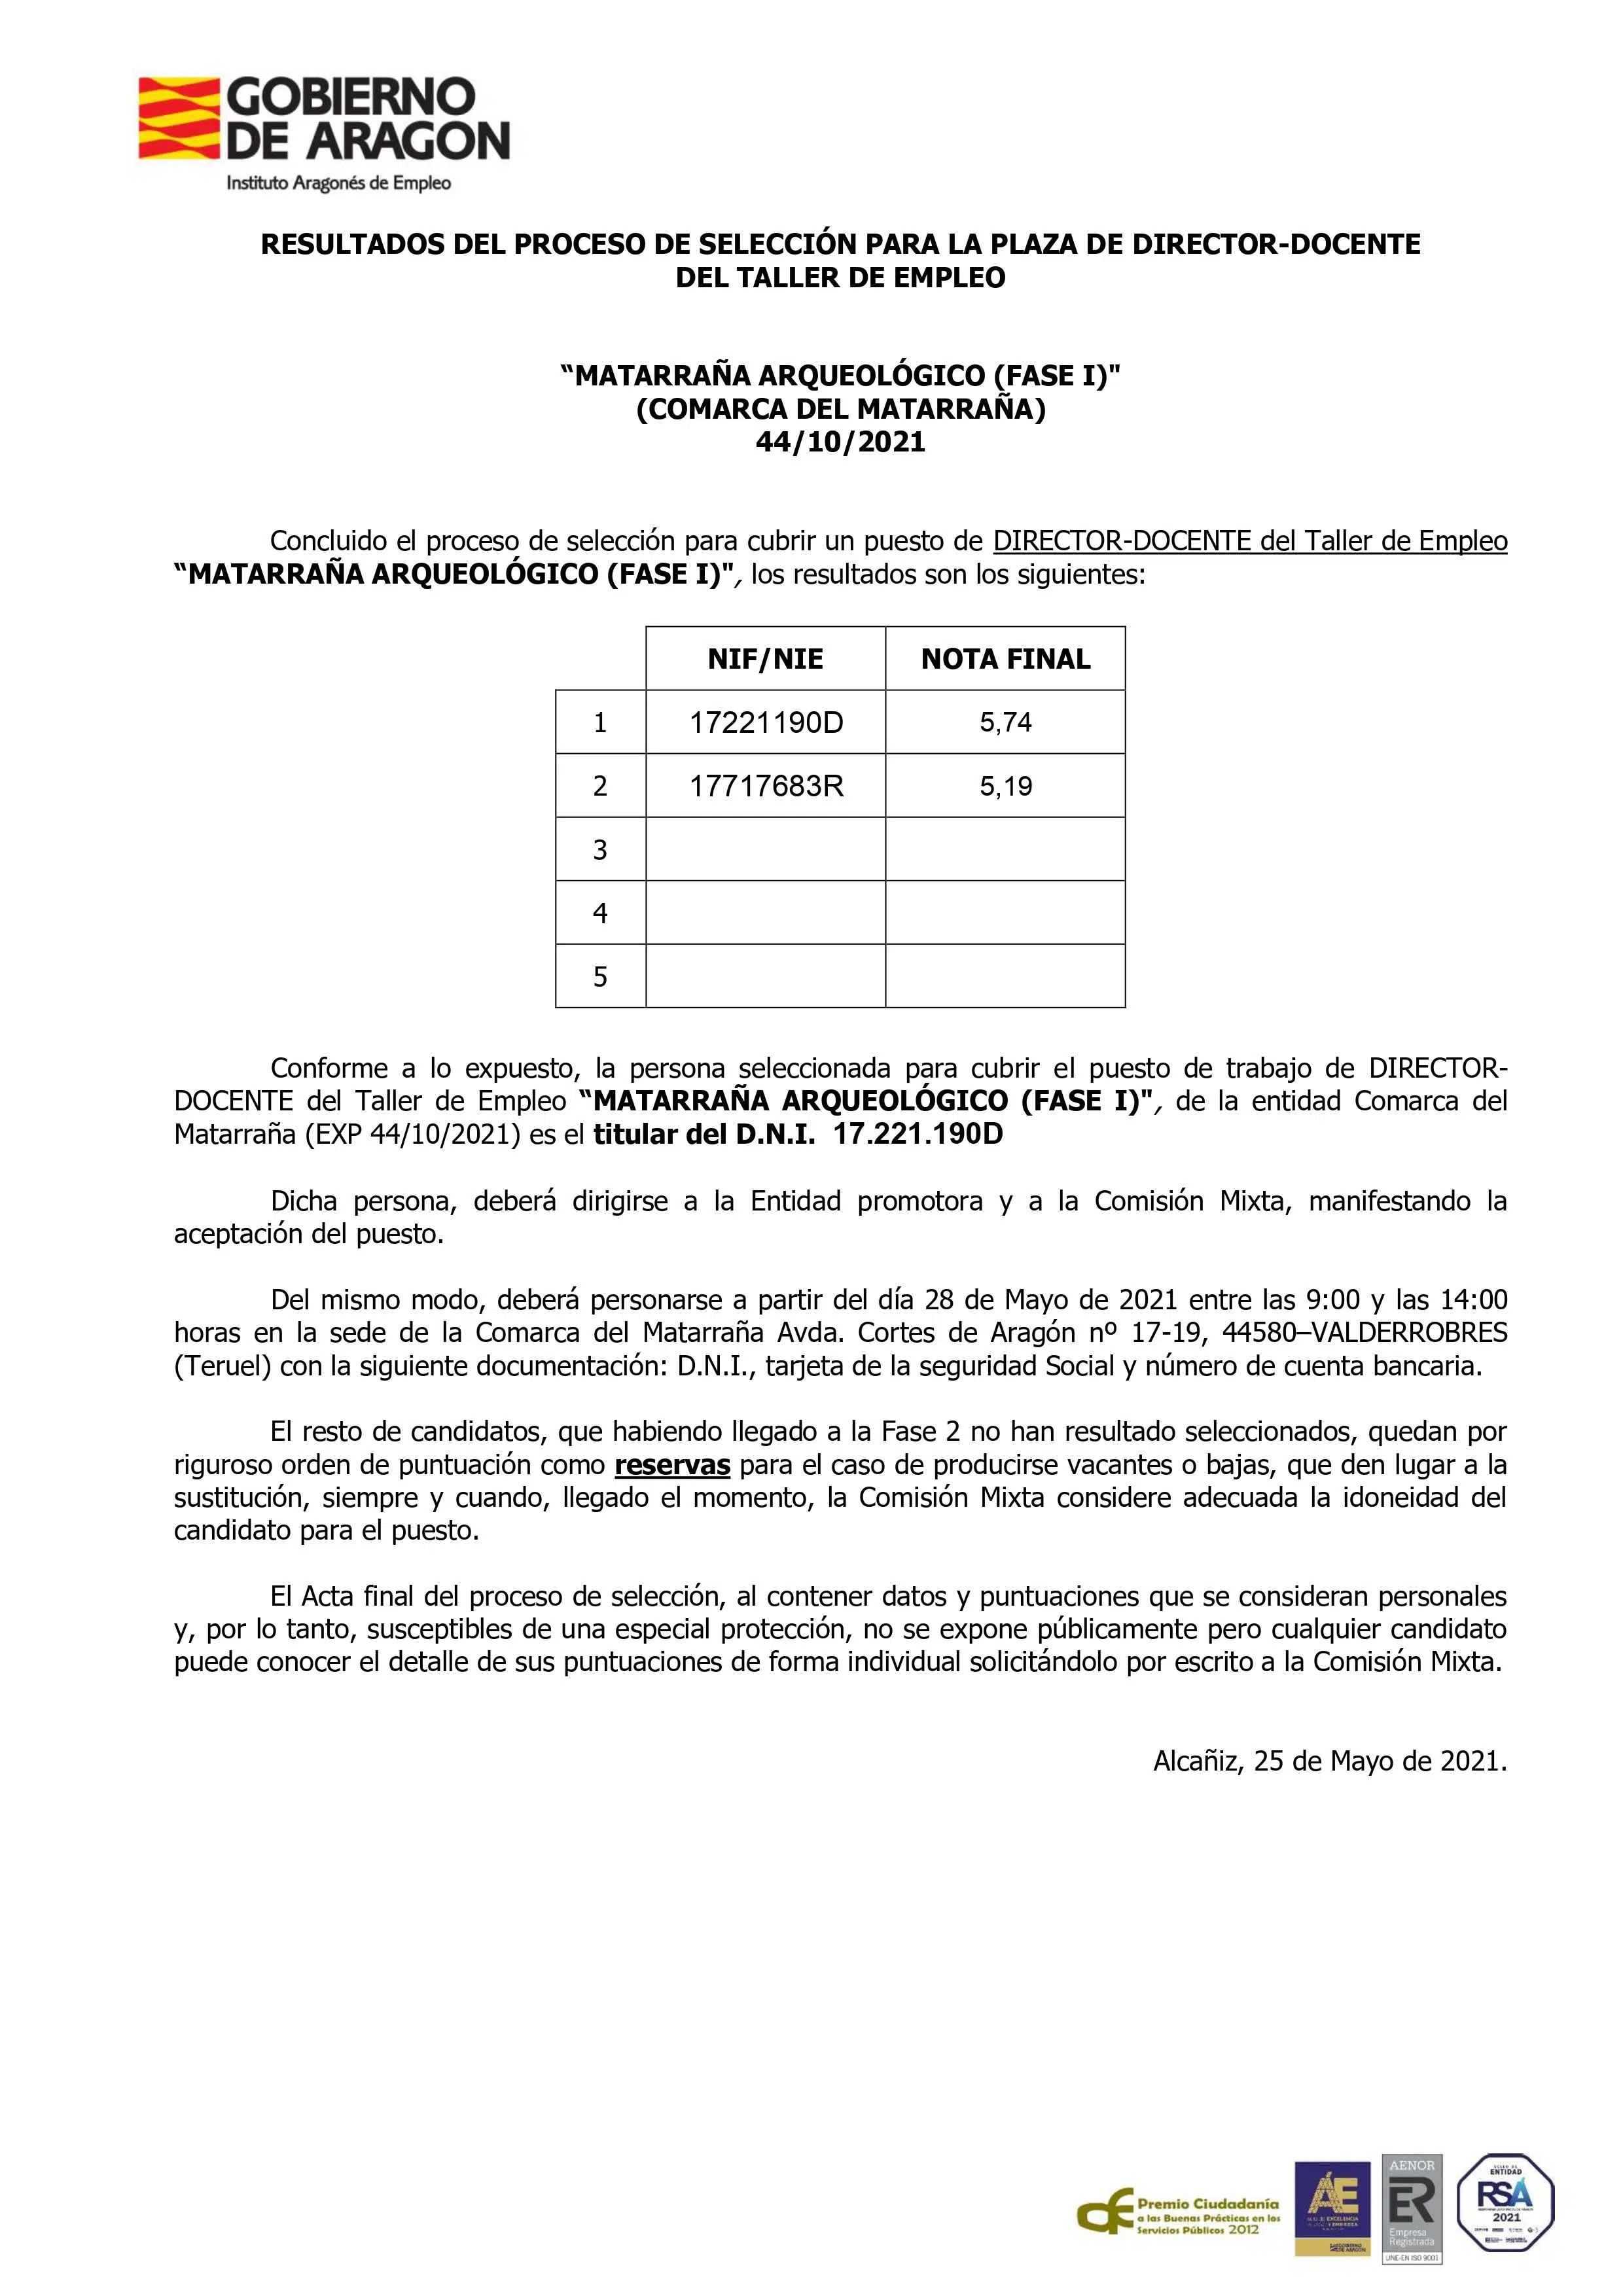 GOBIERNO
DE ARAGON
Instituto Aragonés de Empleo
RESULTADOS DEL PROCESO DE SELECCIÓN PARA LA PLAZA DE DIRECTOR-DOCENTE
DEL TALLER DE EMPLEO
“MATARRAÑA ARQUEOLÓGICO (FASE I)"
(COMARCA DEL MATARRAÑA)
44/10/2021
Concluido el proceso de selección para cubrir un puesto de DIRECTOR-DOCENTE del Taller de Empleo
“MATARRAÑA ARQUEOLÓGICO (FASE I)", los resultados son los siguientes:
NIF/NIE NOTA FINAL
1 17221190D 5,74
2 17717683R 5,19
3
4
5
Conforme a lo expuesto, la persona seleccionada para cubrir el puesto de trabajo de DIRECTOR-
DOCENTE del Taller de Empleo “MATARRAÑA ARQUEOLÓGICO (FASE I)", de la entidad Comarca del
Matarraña (EXP 44/10/2021) es el titular del D.N.I. 17.221.190D
Dicha persona, deberá dirigirse a la Entidad promotora y a la Comisión Mixta, manifestando la
aceptación del puesto.
Del mismo modo, deberá personarse a partir del día 28 de Mayo de 2021 entre las 9:00 y las 14:00
horas en la sede de la Comarca del Matarraña Avda. Cortes de Aragón nº 17-19, 44580–VALDERROBRES
(Teruel) con la siguiente documentación: D.N.I., tarjeta de la seguridad Social y número de cuenta bancaria.
El resto de candidatos, que habiendo llegado a la Fase 2 no han resultado seleccionados, quedan por
riguroso orden de puntuación como reservas para el caso de producirse vacantes o bajas, que den lugar a la
sustitución, siempre y cuando, llegado el momento, la Comisión Mixta considere adecuada la idoneidad del
candidato para el puesto.
El Acta final del proceso de selección, al contener datos y puntuaciones que se consideran personales
y, por lo tanto, susceptibles de una especial protección, no se expone públicamente pero cualquier candidato
puede conocer el detalle de sus puntuaciones de forma individual solicitándolo por escrito a la Comisión Mixta.
Alcañiz, 25 de Mayo de 2021.
Premio Ciudadanía
a las Buenas Prácticas en los
Servicios Públicos 2012
ÁE
AENOR
ER
Empresa
Registrada
UNE-EN ISO 9001
ENTIDAD
RSA
2021